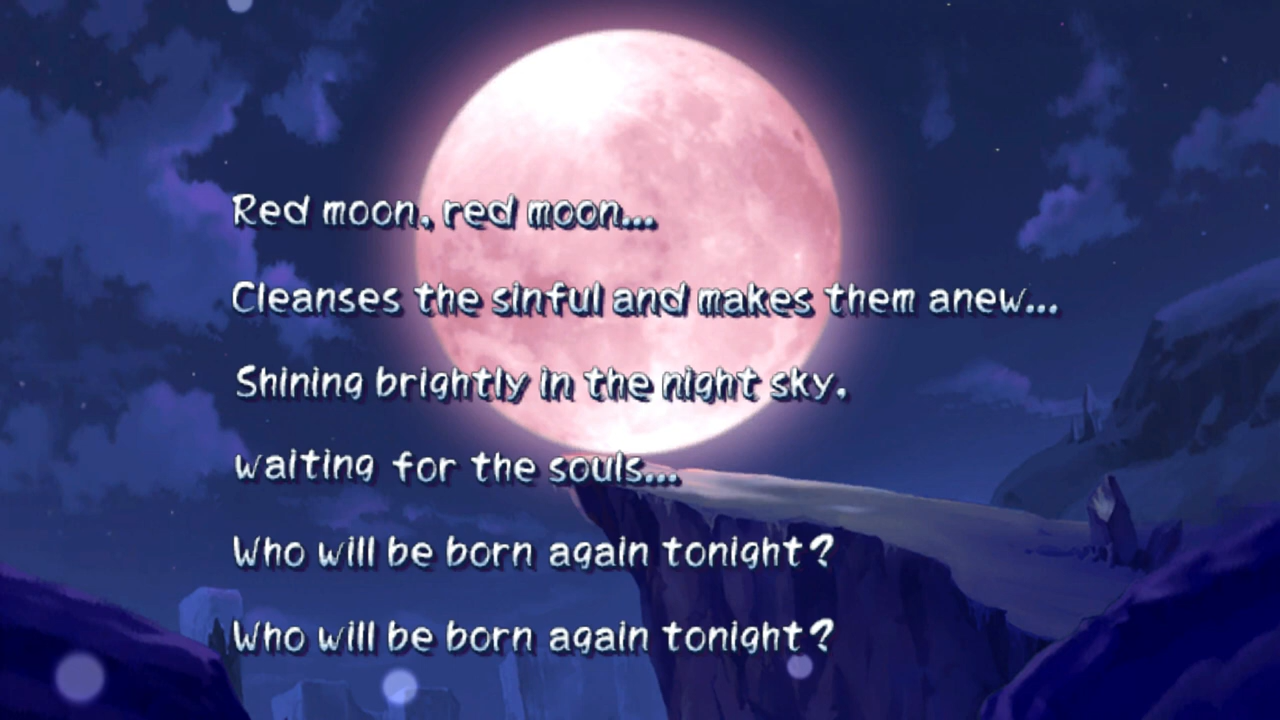 Red moon, red moon...
Cleanses the sinful and makes them anew...
Shining brightly in the night sky.
waiting for the souls...
Who will be born again tonight?
Who will be born again tonight?